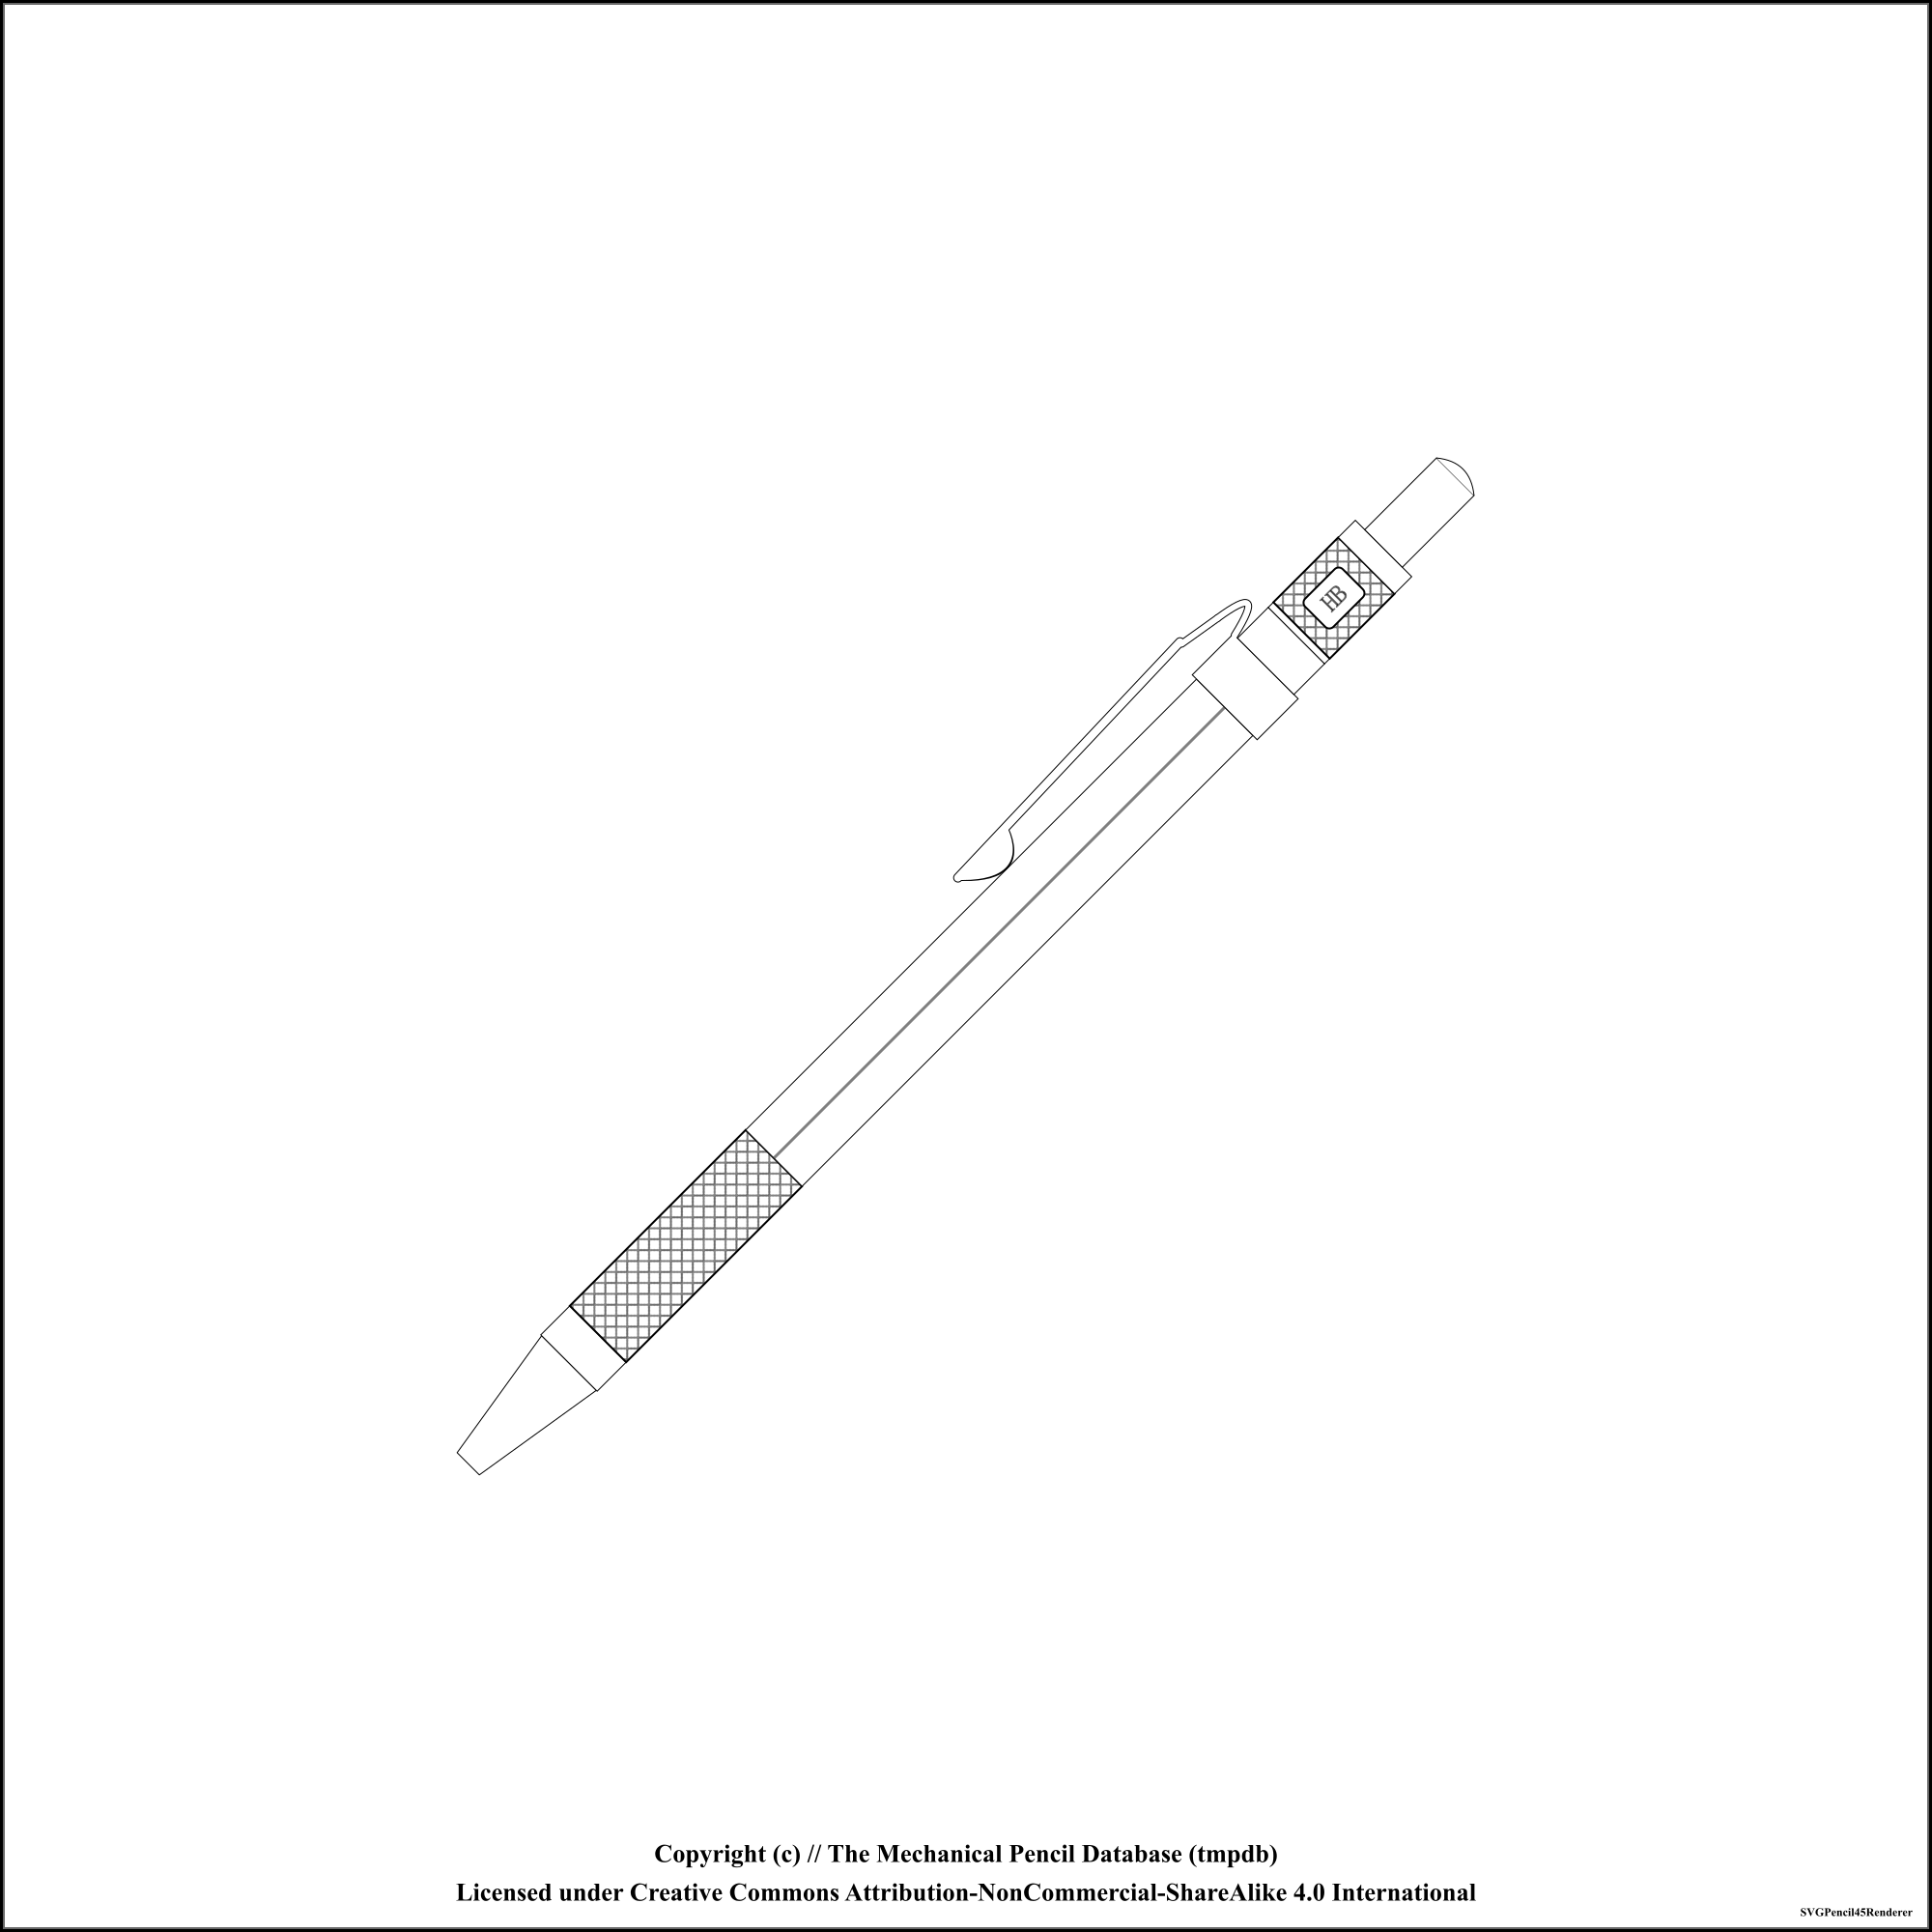 HB
Copyright (c) // The Mechanical Pencil Database (tmpdb)
Licensed under Creative Commons Attribution-NonCommercial-ShareAlike 4.0 International
SVGPencil45Renderer